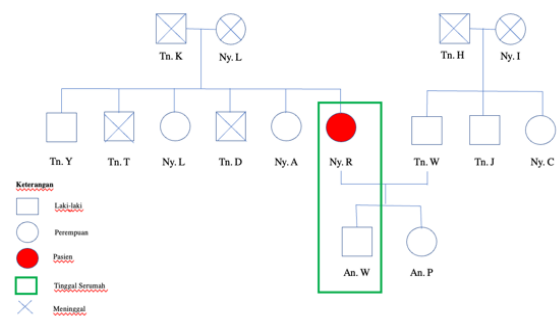 Tn. K Ny. L Tn. H Ny. I
Tn. Y Tn. T Ny. L Tn. D Ny. A Ny. R Tn. W Tn. J Ny. C
Keterangan
Laki-laki
Perempuan
Pasien
Tinggal Serumah
Meninggal
An. W An. P